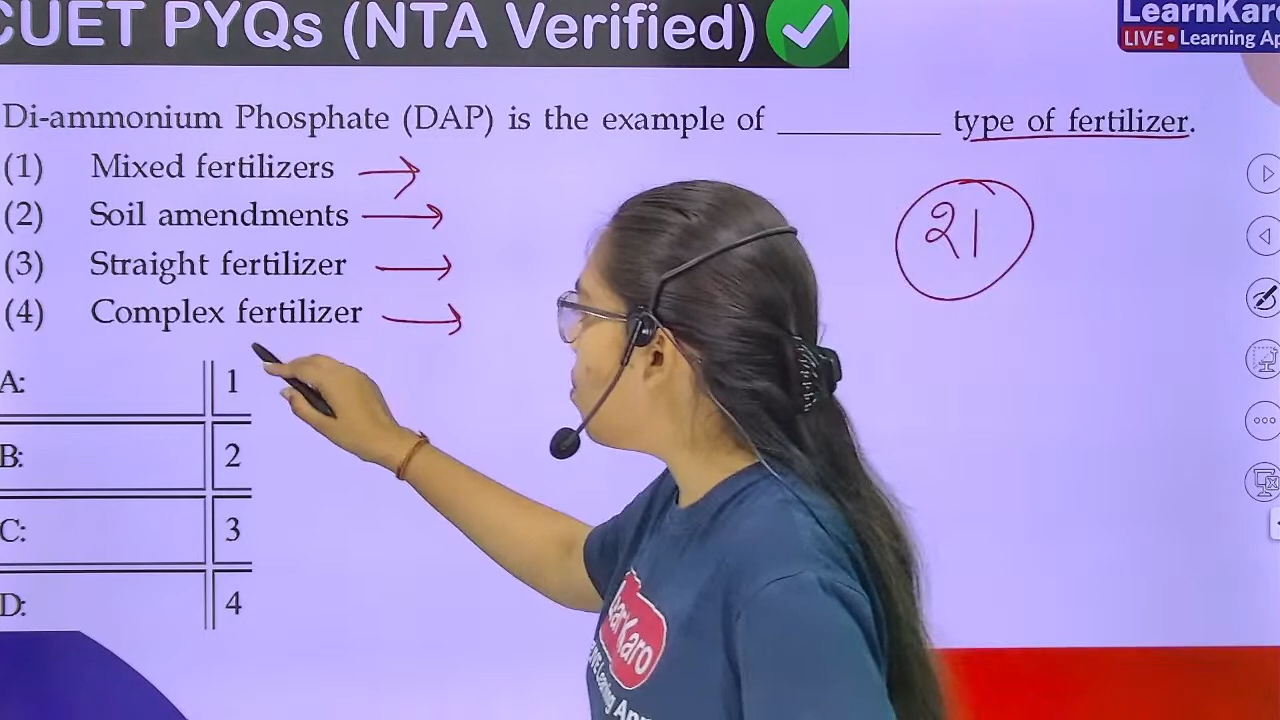 CUET PYQs (NTA Verified)
LearnKaro
LIVE • Learning Ap
Di-ammonium Phosphate (DAP) is the example of __________ type of fertilizer.
(1) Mixed fertilizers
(2) Soil amendments
(3) Straight fertilizer
(4) Complex fertilizer
21
A: 1
B: 2
C: 3
D: 4